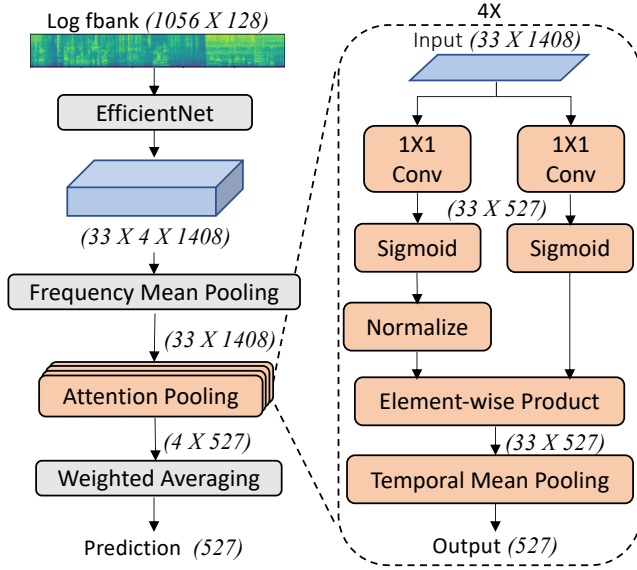 Log fbank (1056 X 128)
EfficientNet
(33 X 4 X 1408)
Frequency Mean Pooling
(33 X 1408)
Attention Pooling
(4 X 527)
Weighted Averaging
Prediction (527)
4X
Input (33 X 1408)
1X1
Conv
1X1
Conv
(33 X 527)
Sigmoid
Sigmoid
Normalize
Element-wise Product
(33 X 527)
Temporal Mean Pooling
Output (527)